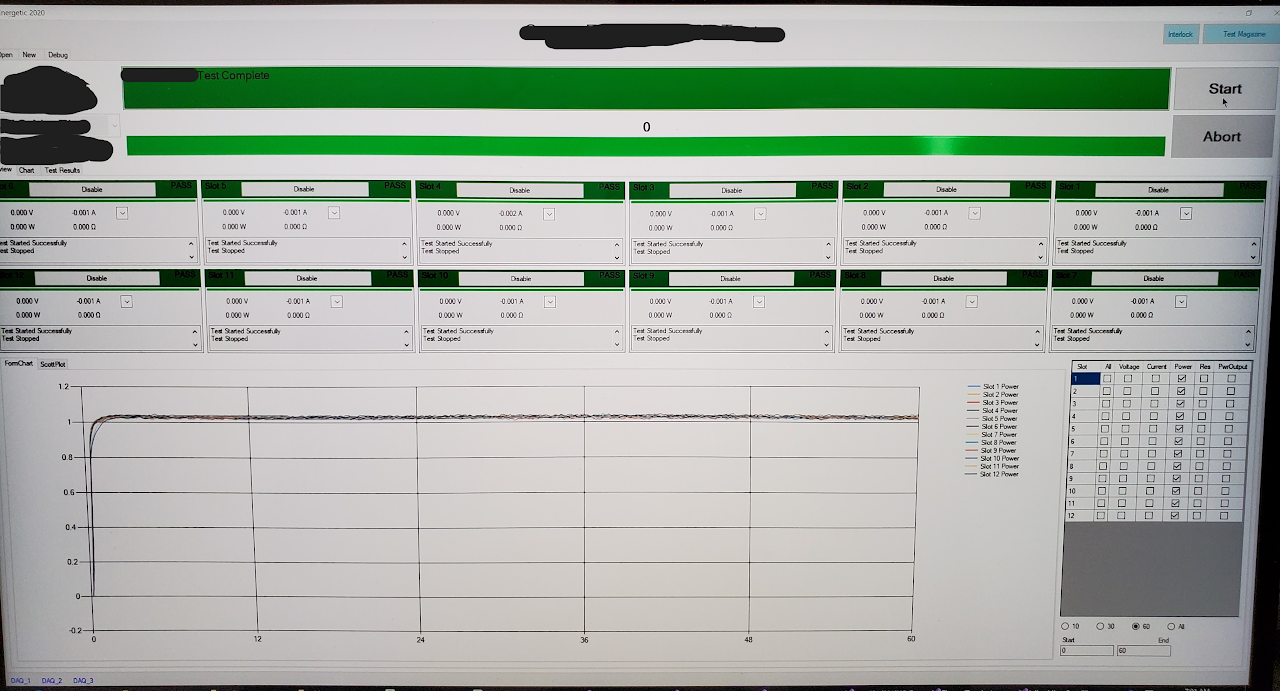 nergetic 2020
Interlock
Test Magazine
Open New Debug
Test Complete
Start
0
Abort
view Chart Test Results
Disable PASS Slot 5 Disable PASS Slot 4 Disable PASS Slot 3 Disable PASS Slot 2 Disable PASS Slot 1 Disable PASS
0.000 V -0.001 A 0.000 V -0.001 A 0.000 V -0.002 A 0.000 V -0.001 A 0.000 V -0.001 A 0.000 V -0.001 A
0.000 W 0.000 Ω 0.000 W 0.000 Ω 0.000 W 0.000 Ω 0.000 W 0.000 Ω 0.000 W 0.000 Ω 0.000 W 0.000 Ω
est Started Successfully Test Started Successfully Test Started Successfully Test Started Successfully Test Started Successfully Test Started Successfully
est Stopped Test Stopped Test Stopped Test Stopped Test Stopped Test Stopped
Disable PASS Slot 11 Disable PASS Slot 10 Disable PASS Slot 9 Disable PASS Slot 8 Disable PASS Slot 7 Disable PASS
0.000 V -0.001 A 0.000 V -0.001 A 0.000 V -0.001 A 0.000 V -0.001 A 0.000 V -0.001 A 0.000 V -0.001 A
0.000 W 0.000 Ω 0.000 W 0.000 Ω 0.000 W 0.000 Ω 0.000 W 0.000 Ω 0.000 W 0.000 Ω 0.000 W 0.000 Ω
Test Started Successfully Test Started Successfully Test Started Successfully Test Started Successfully Test Started Successfully Test Started Successfully
Test Stopped Test Stopped Test Stopped Test Stopped Test Stopped Test Stopped
FormChart ScottPlot
1.2
1
0.8
0.6
0.4
0.2
0
-0.2
0 12 24 36 48 60
Slot 1 Power
Slot 2 Power
Slot 3 Power
Slot 4 Power
Slot 5 Power
Slot 6 Power
Slot 7 Power
Slot 8 Power
Slot 9 Power
Slot 10 Power
Slot 11 Power
Slot 12 Power
Slot All Voltage Current Power Res PwrOutput
1
2
3
4
5
6
7
8
9
10
11
12
10 30 60 All
Start End
0 60
DAQ_1 DAQ_2 DAQ_3